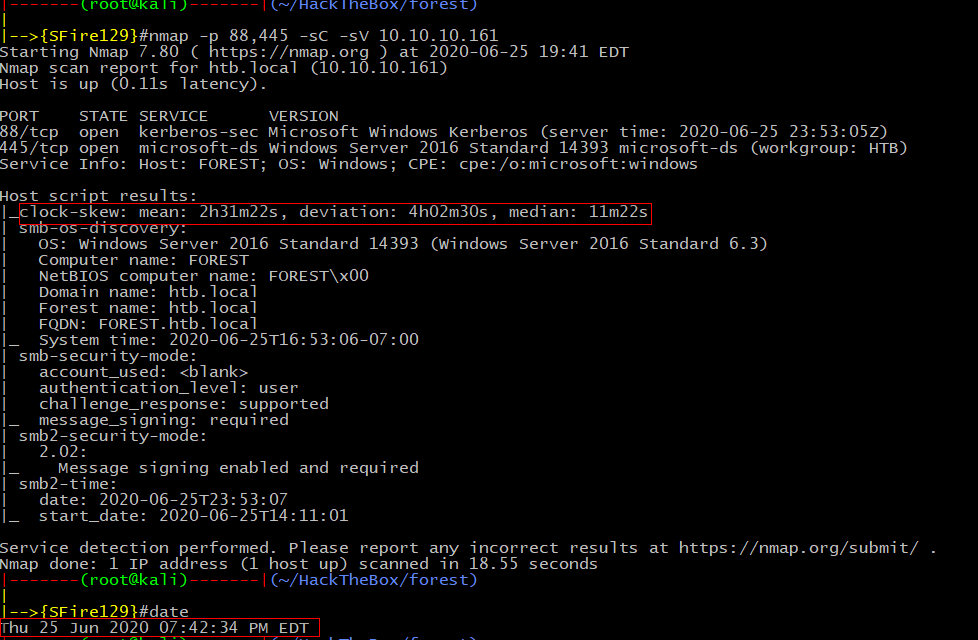 |-------(root@kali)-------|(~/HackTheBox/forest)
|
|-->{SFire129}#nmap -p 88,445 -sC -sV 10.10.10.161
Starting Nmap 7.80 ( https://nmap.org ) at 2020-06-25 19:41 EDT
Nmap scan report for htb.local (10.10.10.161)
Host is up (0.11s latency).

PORT    STATE SERVICE      VERSION
88/tcp  open  kerberos-sec Microsoft Windows Kerberos (server time: 2020-06-25 23:53:05Z)
445/tcp open  microsoft-ds Windows Server 2016 Standard 14393 microsoft-ds (workgroup: HTB)
Service Info: Host: FOREST; OS: Windows; CPE: cpe:/o:microsoft:windows

Host script results:
|_clock-skew: mean: 2h31m22s, deviation: 4h02m30s, median: 11m22s
| smb-os-discovery:
|   OS: Windows Server 2016 Standard 14393 (Windows Server 2016 Standard 6.3)
|   Computer name: FOREST
|   NetBIOS computer name: FOREST\x00
|   Domain name: htb.local
|   Forest name: htb.local
|   FQDN: FOREST.htb.local
|_  System time: 2020-06-25T16:53:06-07:00
| smb-security-mode:
|   account_used: <blank>
|   authentication_level: user
|   challenge_response: supported
|_  message_signing: required
| smb2-security-mode:
|   2.02:
|_    Message signing enabled and required
| smb2-time:
|   date: 2020-06-25T23:53:07
|_  start_date: 2020-06-25T14:11:01

Service detection performed. Please report any incorrect results at https://nmap.org/submit/ .
Nmap done: 1 IP address (1 host up) scanned in 18.55 seconds
|-------(root@kali)-------|(~/HackTheBox/forest)
|
|-->{SFire129}#date
Thu 25 Jun 2020 07:42:34 PM EDT
|-------(root@kali)-------|(~/HackTheBox/forest)